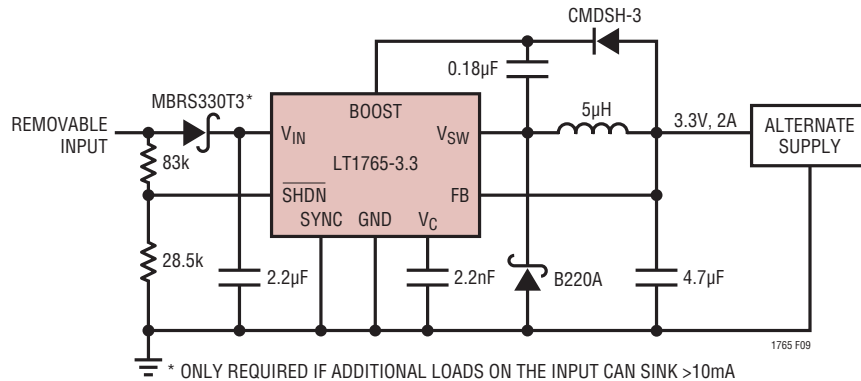 CMDSH-3
0.18µF
MBRS330T3*
BOOST
5µH
REMOVABLE
INPUT
VIN
VSW
3.3V, 2A
ALTERNATE
SUPPLY
83k
LT1765-3.3
SHDN
FB
SYNC GND VC
28.5k
2.2µF
2.2nF
B220A
4.7µF
1765 F09
* ONLY REQUIRED IF ADDITIONAL LOADS ON THE INPUT CAN SINK >10mA